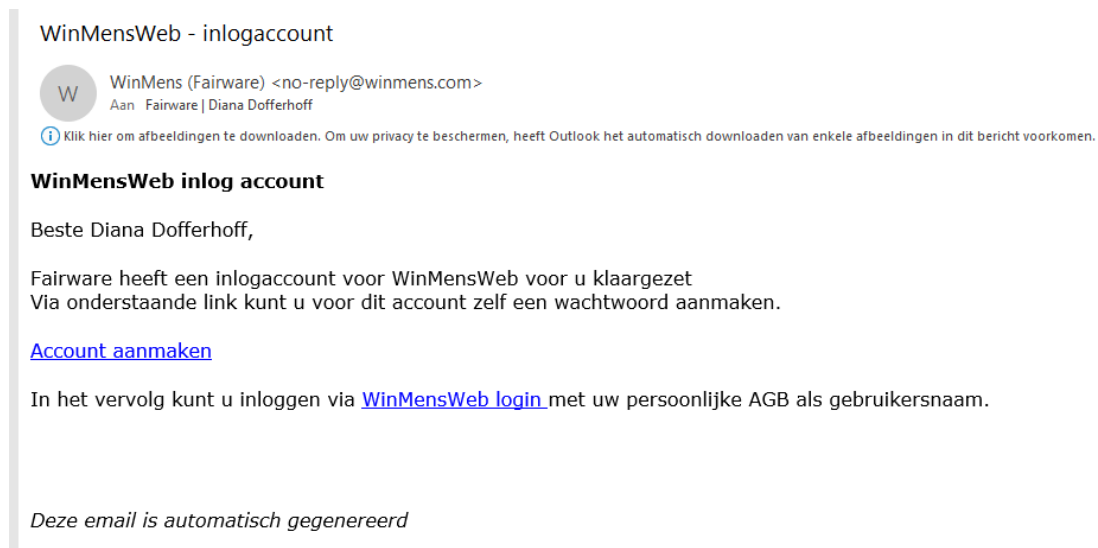 WinMensWeb - inlogaccount
W
WinMens (Fairware) <no-reply@winmens.com>
Aan Fairware | Diana Dofferhoff
Klik hier om afbeeldingen te downloaden. Om uw privacy te beschermen, heeft Outlook het automatisch downloaden van enkele afbeeldingen in dit bericht voorkomen.
WinMensWeb inlog account
Beste Diana Dofferhoff,
Fairware heeft een inlogaccount voor WinMensWeb voor u klaargezet
Via onderstaande link kunt u voor dit account zelf een wachtwoord aanmaken.
Account aanmaken
In het vervolg kunt u inloggen via WinMensWeb login met uw persoonlijke AGB als gebruikersnaam.
Deze email is automatisch gegenereerd